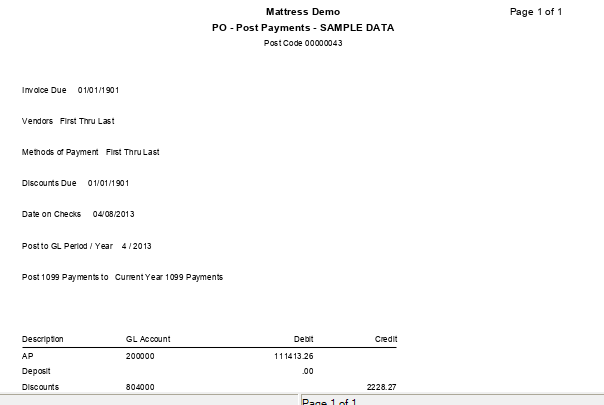 Mattress Demo Page 1 of 1
PO - Post Payments - SAMPLE DATA
Post Code 00000043
Invoice Due 01/01/1901
Vendors First Thru Last
Methods of Payment First Thru Last
Discounts Due 01/01/1901
Date on Checks 04/08/2013
Post to GL Period / Year 4 / 2013
Post 1099 Payments to Current Year 1099 Payments
Description GL Account Debit Credit
AP 200000 111413.26
Deposit .00
Discounts 804000 2228.27
Page 1 of 1